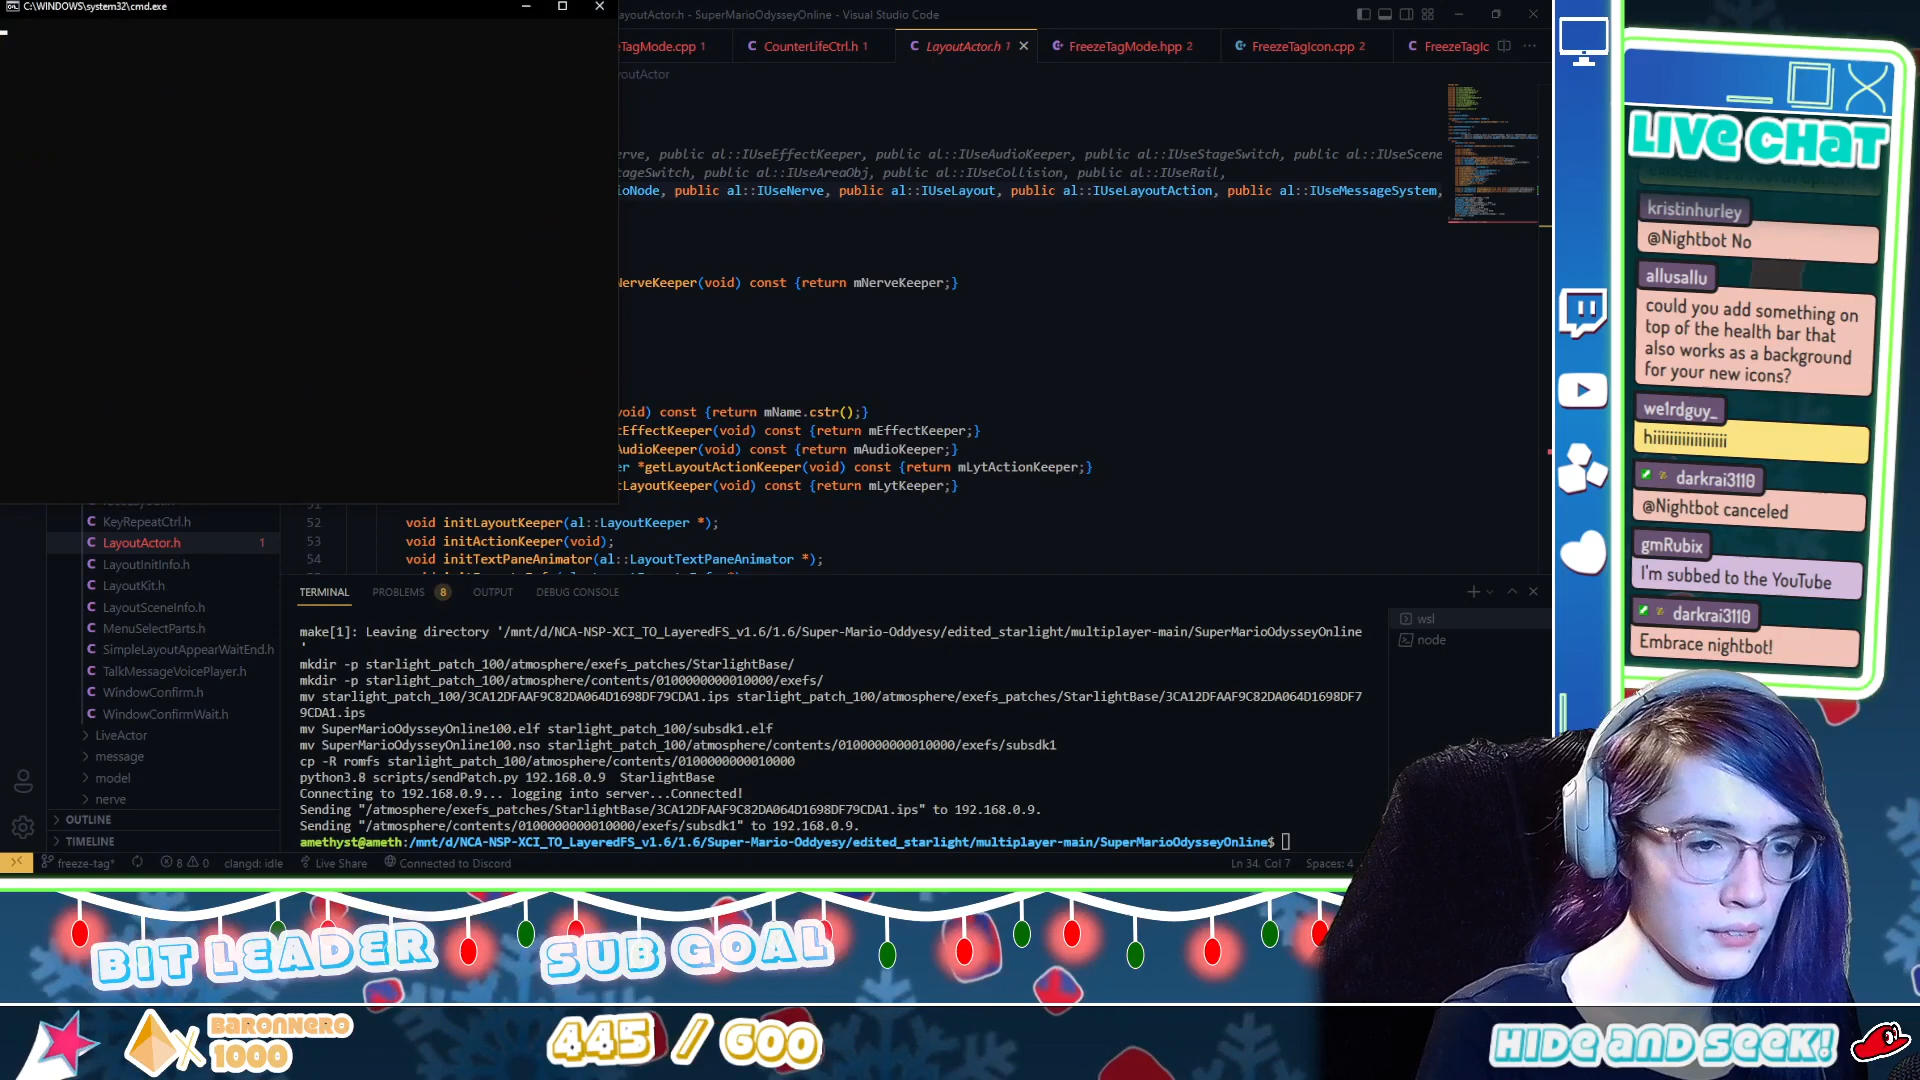 C:\WINDOWS\system32\cmd.exe
ayoutActor.h - SuperMarioOdysseyOnline - Visual Studio Code
eTagMode.cpp 1
C CounterLifeCtrl.h 1
C LayoutActor.h 1
FreezeTagMode.hpp 2
FreezeTagIcon.cpp 2
C FreezeTagIc
ayoutActor
erve, public al::IUseEffectKeeper, public al::IUseAudioKeeper, public al::IUseStageSwitch, public al::IUseScene
ageSwitch, public al::IUseAreaObj, public al::IUseCollision, public al::IUseRail,
ioNode, public al::IUseNerve, public al::IUseLayout, public al::IUseLayoutAction, public al::IUseMessageSystem,
NerveKeeper(void) const {return mNerveKeeper;}
void) const {return mName.cstr();}
tEffectKeeper(void) const {return mEffectKeeper;}
AudioKeeper(void) const {return mAudioKeeper;}
er *getLayoutActionKeeper(void) const {return mLytActionKeeper;}
tLayoutKeeper(void) const {return mLytKeeper;}
52 void initLayoutKeeper(al::LayoutKeeper *);
53 void initActionKeeper(void);
54 void initTextPaneAnimator(al::LayoutTextPaneAnimator *);
C KeyRepeatCtrl.h
C LayoutActor.h 1
C LayoutInitInfo.h
C LayoutKit.h
C LayoutSceneInfo.h
C MenuSelectParts.h
C SimpleLayoutAppearWaitEnd.h
C TalkMessageVoicePlayer.h
C WindowConfirm.h
C WindowConfirmWait.h
LiveActor
message
model
nerve
OUTLINE
TIMELINE
TERMINAL PROBLEMS 8 OUTPUT DEBUG CONSOLE
wsl
node
make[1]: Leaving directory '/mnt/d/NCA-NSP-XCI_TO_LayeredFS_v1.6/1.6/Super-Mario-Oddyesy/edited_starlight/multiplayer-main/SuperMarioOdysseyOnline
'
mkdir -p starlight_patch_100/atmosphere/exefs_patches/StarlightBase/
mkdir -p starlight_patch_100/atmosphere/contents/0100000000010000/exefs/
mv starlight_patch_100/3CA12DFAAF9C82DA064D1698DF79CDA1.ips starlight_patch_100/atmosphere/exefs_patches/StarlightBase/3CA12DFAAF9C82DA064D1698DF7
9CDA1.ips
mv SuperMarioOdysseyOnline100.elf starlight_patch_100/subsdk1.elf
mv SuperMarioOdysseyOnline100.nso starlight_patch_100/atmosphere/contents/0100000000010000/exefs/subsdk1
cp -R romfs starlight_patch_100/atmosphere/contents/0100000000010000
python3.8 scripts/sendPatch.py 192.168.0.9 StarlightBase
Connecting to 192.168.0.9... logging into server...Connected!
Sending "/atmosphere/exefs_patches/StarlightBase/3CA12DFAAF9C82DA064D1698DF79CDA1.ips" to 192.168.0.9.
Sending "/atmosphere/contents/0100000000010000/exefs/subsdk1" to 192.168.0.9.
amethyst@ameth:/mnt/d/NCA-NSP-XCI_TO_LayeredFS_v1.6/1.6/Super-Mario-Oddyesy/edited_starlight/multiplayer-main/SuperMarioOdysseyOnline$
freeze-tag* 8 0 clangd: idle Live Share Connected to Discord
Ln 34, Col 7 Spaces: 4
LIVE CHAT
kristinhurley
@Nightbot No
allusallu
could you add something on
top of the health bar that
also works as a background
for your new icons?
we1rdguy_
hiiiiiiiiiiiiiiiii
darkrai3110
@Nightbot canceled
gmRubix
I'm subbed to the YouTube
darkrai3110
Embrace nightbot!
BIT LEADER
SUB GOAL
BARONNERO
1000
445 / 600
HIDE AND SEEK!